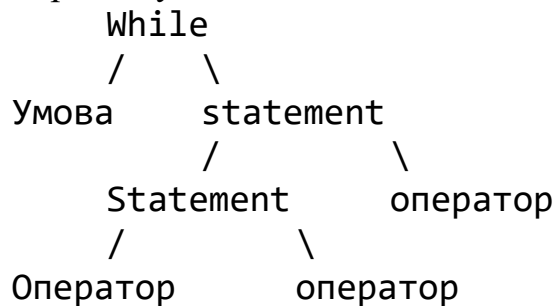 While
/ \
Умова statement
/ \
Statement оператор
/ \
Оператор оператор